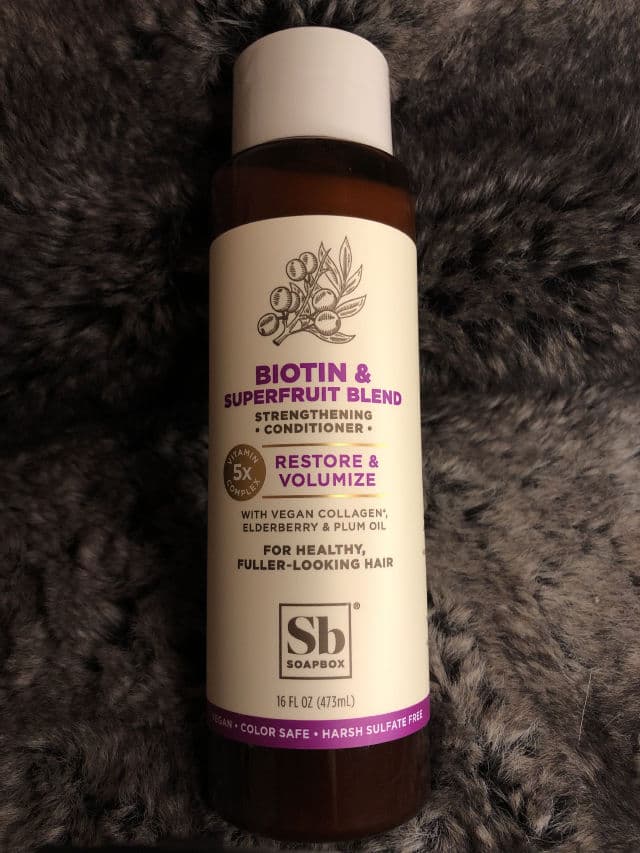 BIOTIN &
SUPERFRUIT BLEND
STRENGTHENING
• CONDITIONER •
VITAMIN
5x
COMPLEX
RESTORE &
VOLUMIZE
WITH VEGAN COLLAGEN*,
ELDERBERRY & PLUM OIL
FOR HEALTHY,
FULLER-LOOKING HAIR
Sb®
SOAPBOX
16 FL OZ (473mL)
VEGAN • COLOR SAFE • HARSH SULFATE FREE